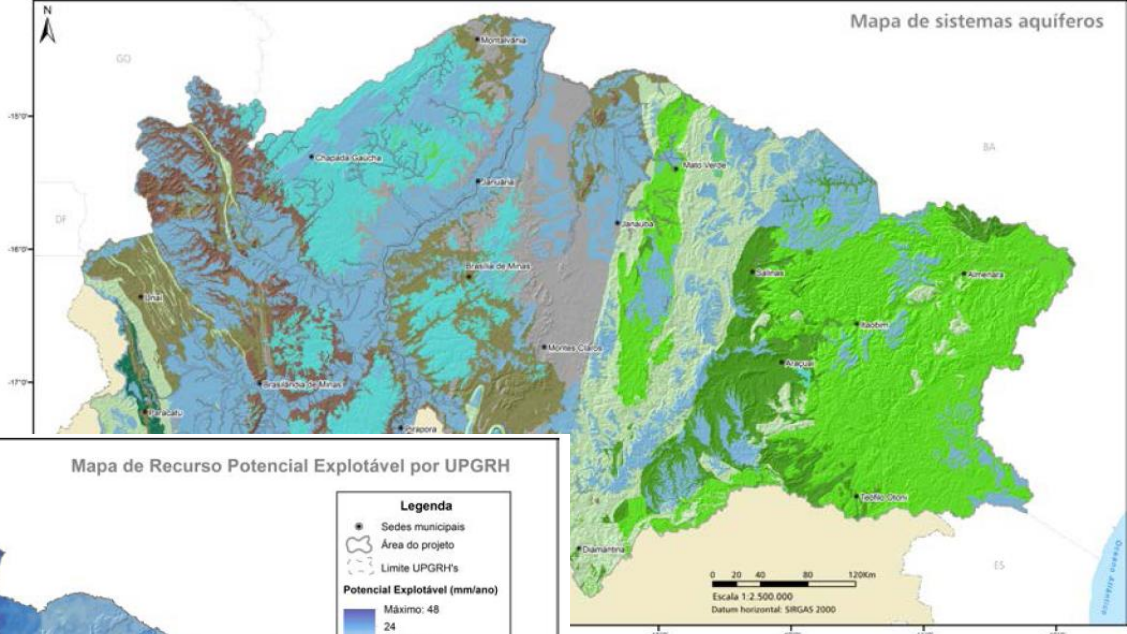 N
Mapa de sistemas aquíferos
GO
Montalvânia
-15°0'
Chapada Gaúcha
BA
Mato Verde
Januária
DF
Janaúba
-16°0'
Brasília de Minas
Salinas
Almenara
Unaí
Itaobim
Montes Claros
Araçuaí
-17°0'
Brasilândia de Minas
Paracatu
Pirapora
Mapa de Recurso Potencial Explotável por UPGRH
Legenda
Sedes municipais
Área do projeto
Limite UPGRH's
Potencial Explotável (mm/ano)
Máximo: 48
24
Teófilo Otoni
Diamantina
ES
Oceano Atlântico
0 20 40 80 120Km
Escala 1:2.500.000
Datum horizontal: SIRGAS 2000